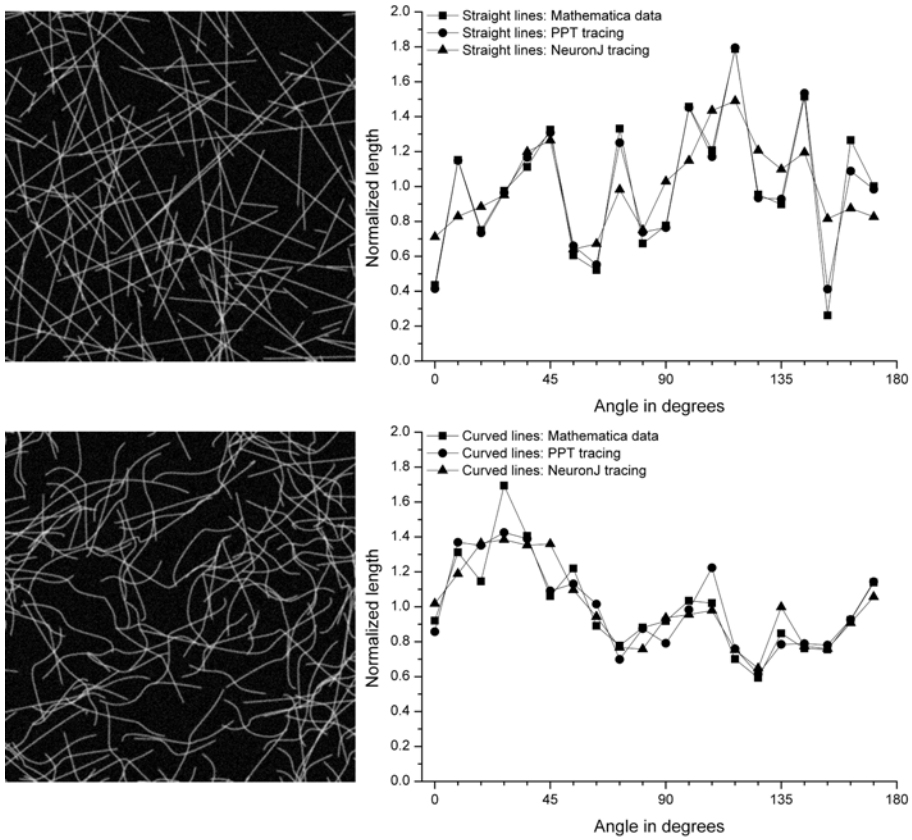 Straight lines: Mathematica data
Straight lines: PPT tracing
Straight lines: NeuronJ tracing
Normalized length
2.0
1.8
1.6
1.4
1.2
1.0
0.8
0.6
0.4
0.2
0.0
0 45 90 135 180
Angle in degrees
Curved lines: Mathematica data
Curved lines: PPT tracing
Curved lines: NeuronJ tracing
Normalized length
2.0
1.8
1.6
1.4
1.2
1.0
0.8
0.6
0.4
0.2
0.0
0 45 90 135 180
Angle in degrees